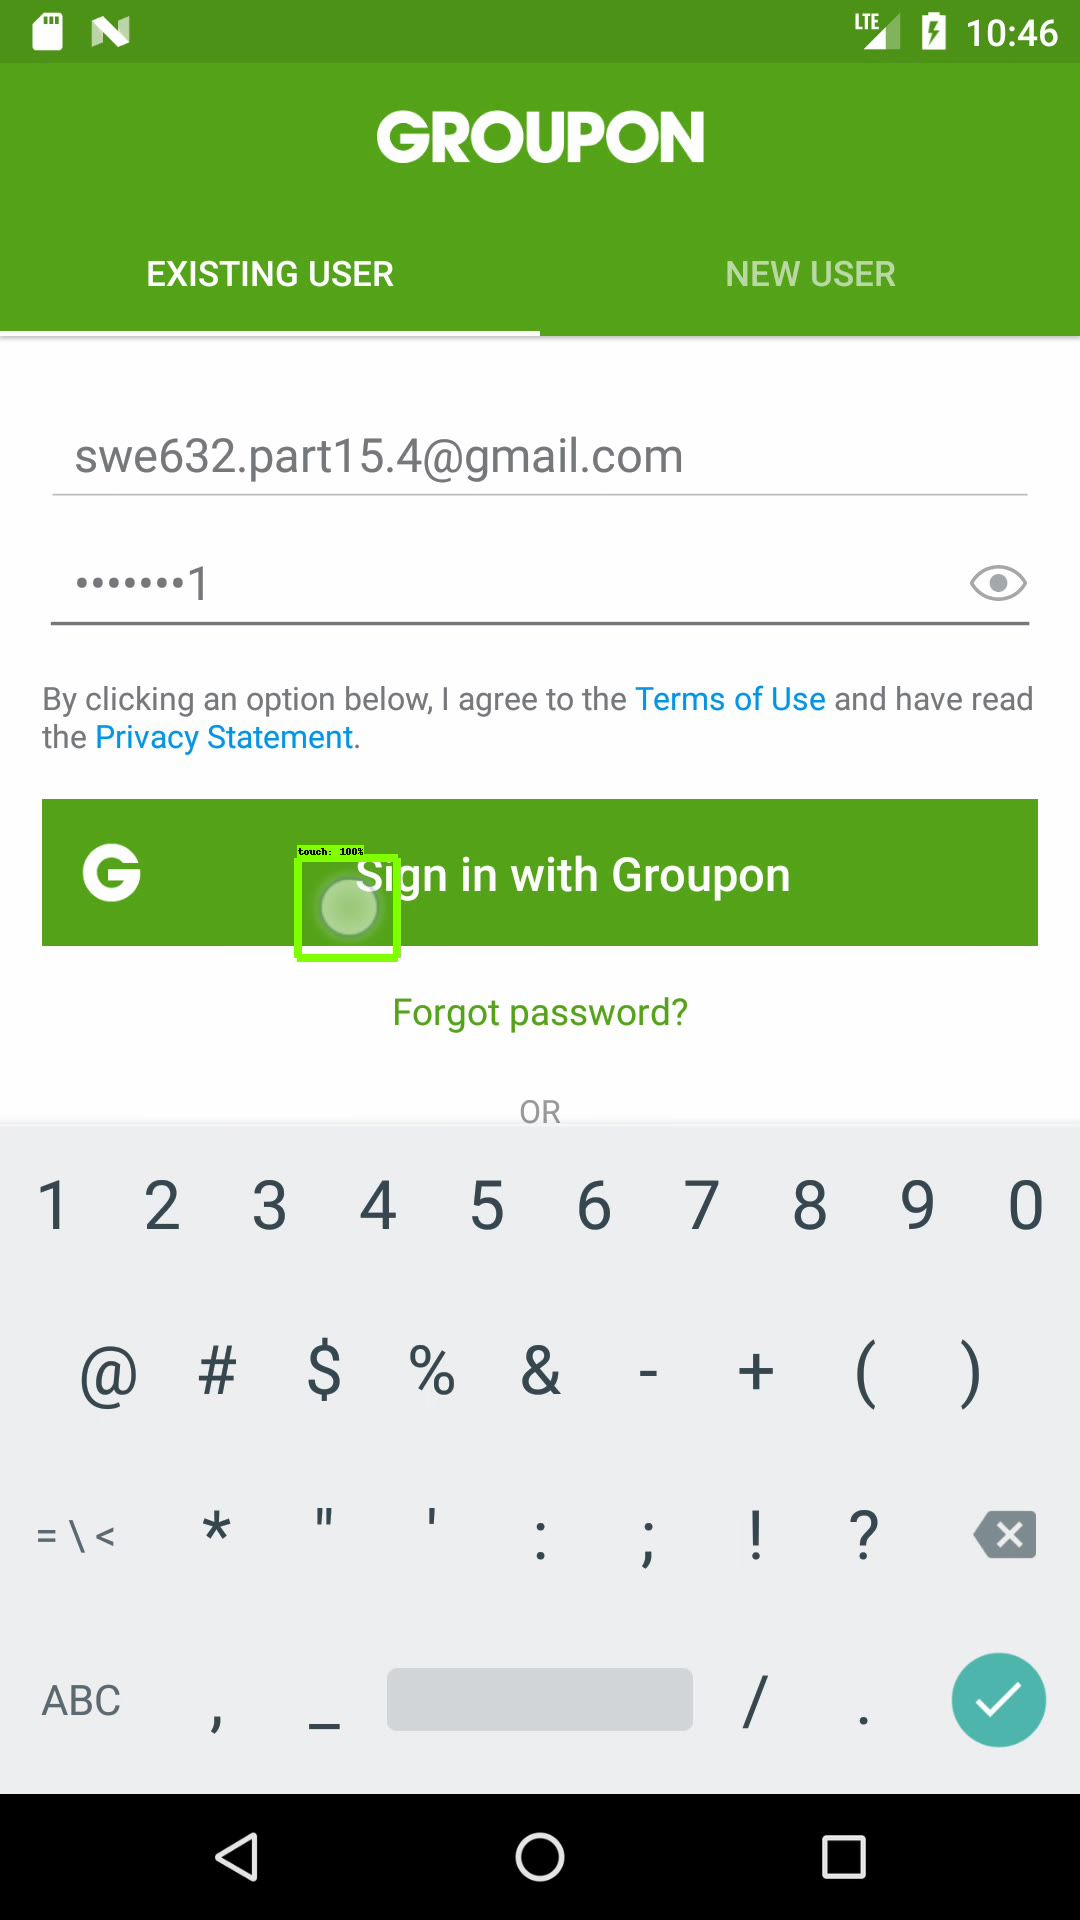 LTE 10:46
GROUPON
EXISTING USER NEW USER
swe632.part15.4@gmail.com
•••••••1
By clicking an option below, I agree to the Terms of Use and have read
the Privacy Statement.
touch: 100%
G Sign in with Groupon
Forgot password?
OR
1 2 3 4 5 6 7 8 9 0
@ # $ % & - + ( )
= \ < * " ' : ; ! ?
ABC , _ / .